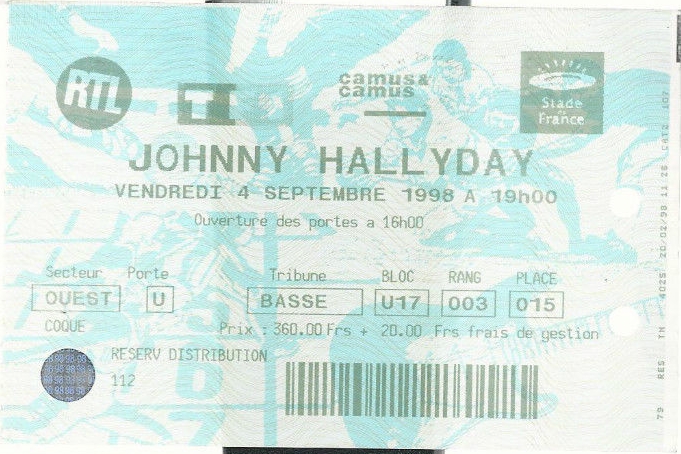 RTL
camus&
camus
Stade
de
France
JOHNNY HALLYDAY
VENDREDI 4 SEPTEMBRE 1998 A 19h00
Ouverture des portes a 16h00
Secteur Porte Tribune BLOC RANG PLACE
OUEST U BASSE U17 003 015
COQUE Prix : 360.00 Frs + 20.00 Frs frais de gestion
RESERV DISTRIBUTION
112